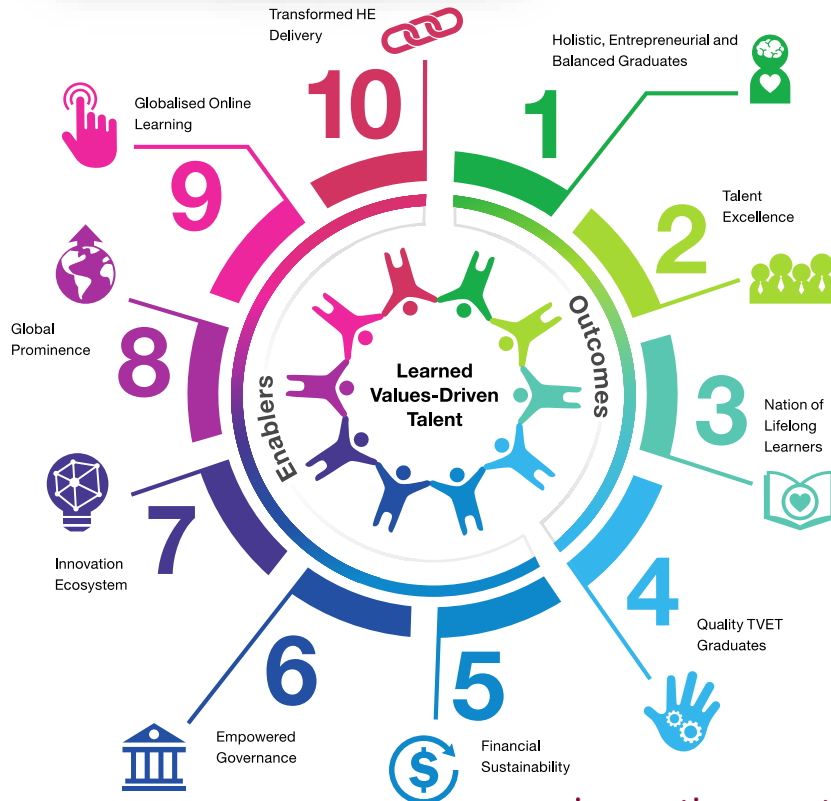 Transformed HE
Delivery
10
Holistic, Entrepreneurial and
Balanced Graduates
1
Talent
Excellence
2
Nation of
Lifelong
Learners
3
Quality TVET
Graduates
4
Financial
Sustainability
5
$
Empowered
Governance
6
Innovation
Ecosystem
7
Global
Prominence
8
Globalised Online
Learning
9
Outcomes
Enablers
Learned
Values-Driven
Talent